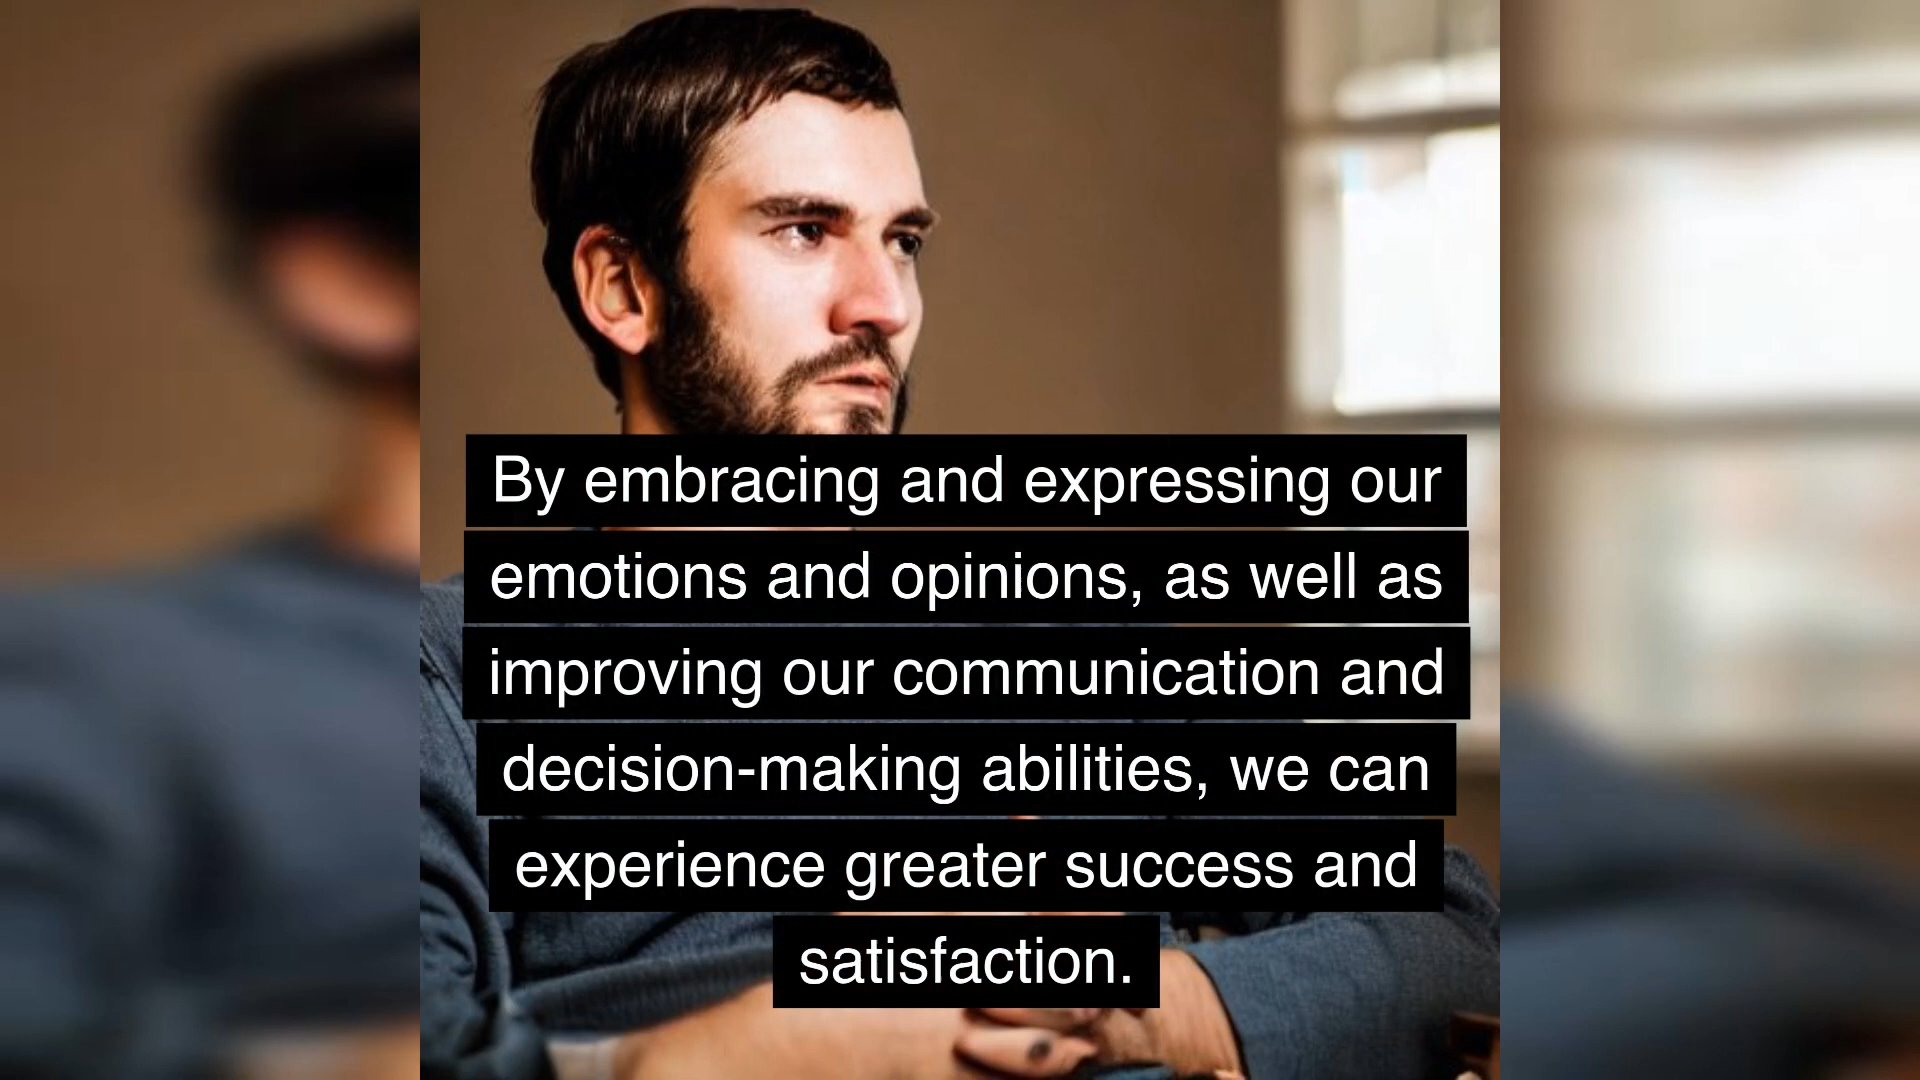 By embracing and expressing our
emotions and opinions, as well as
improving our communication and
decision-making abilities, we can
experience greater success and
satisfaction.